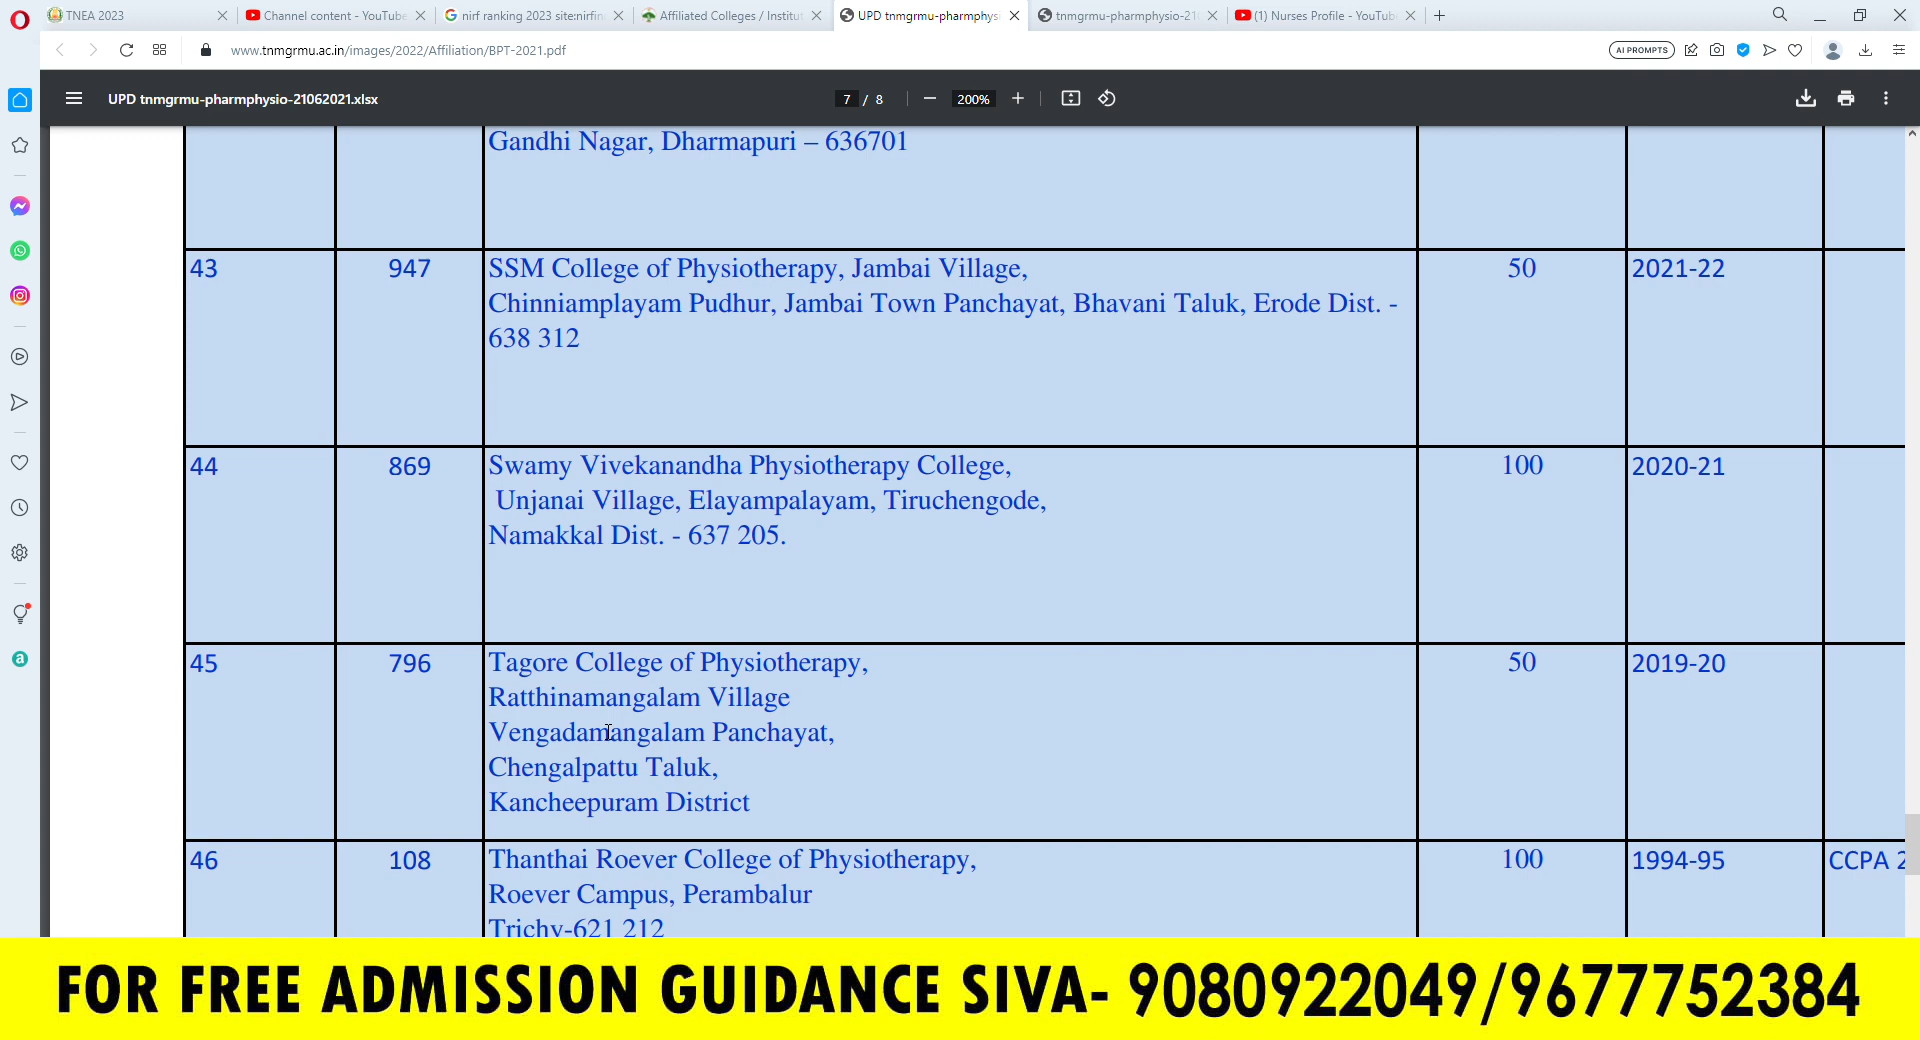 TNEA 2023
Channel content - YouTube
nirf ranking 2023 site:nirfin
Affiliated Colleges / Institut
UPD tnmgrmu-pharmphys
tnmgrmu-pharmphysio-21
(1) Nurses Profile - YouTub
www.tnmgrmu.ac.in/images/2022/Affiliation/BPT-2021.pdf
AI PROMPTS
UPD tnmgrmu-pharmphysio-21062021.xlsx
7 / 8
200%
Gandhi Nagar, Dharmapuri – 636701
43 947 SSM College of Physiotherapy, Jambai Village, 50 2021-22
Chinniamplayam Pudhur, Jambai Town Panchayat, Bhavani Taluk, Erode Dist. -
638 312
44 869 Swamy Vivekanandha Physiotherapy College, 100 2020-21
Unjanai Village, Elayampalayam, Tiruchengode,
Namakkal Dist. - 637 205.
45 796 Tagore College of Physiotherapy, 50 2019-20
Ratthinamangalam Village
Vengadamangalam Panchayat,
Chengalpattu Taluk,
Kancheepuram District
46 108 Thanthai Roever College of Physiotherapy, 100 1994-95 CCPA 2
Roever Campus, Perambalur
Trichy-621 212
FOR FREE ADMISSION GUIDANCE SIVA- 9080922049/9677752384